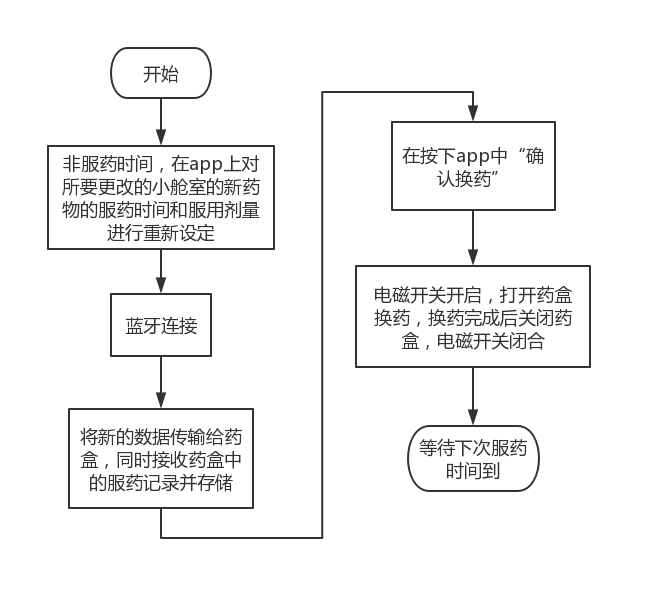 开始
非服药时间，在app上对
所要更改的小舱室的新药
物的服药时间和服用剂量
进行重新设定
蓝牙连接
将新的数据传输给药
盒，同时接收药盒中
的服药记录并存储
在按下app中“确
认换药”
电磁开关开启，打开药盒
换药，换药完成后关闭药
盒，电磁开关闭合
等待下次服药
时间到